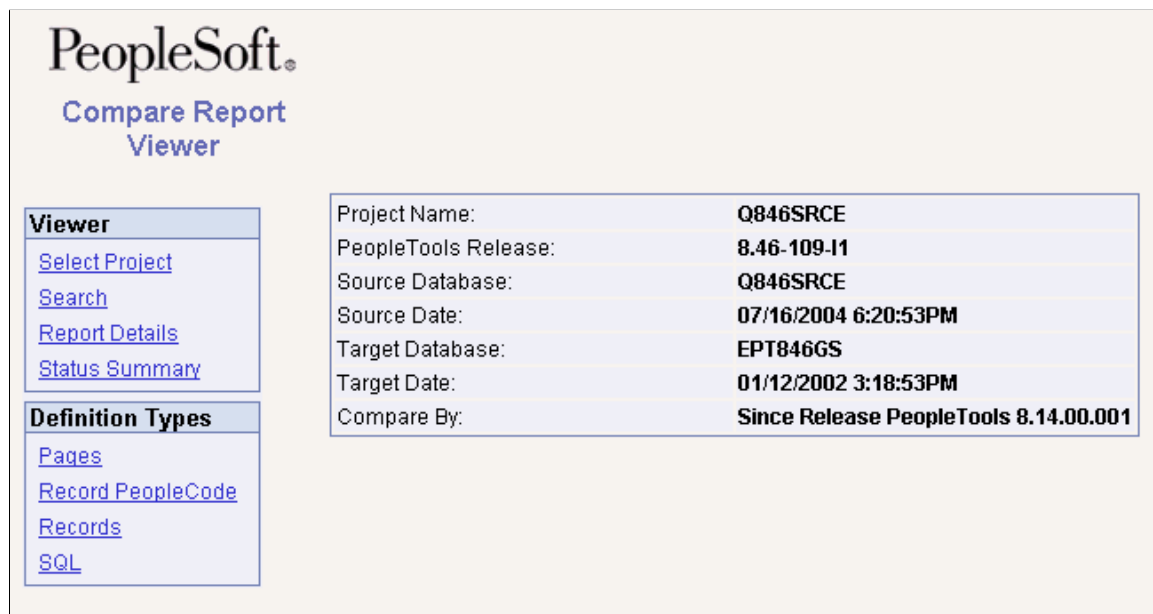 PeopleSoft®
Compare Report
Viewer
Viewer
Select Project
Search
Report Details
Status Summary
Definition Types
Pages
Record PeopleCode
Records
SQL
Project Name: Q846SRCE
PeopleTools Release: 8.46-109-I1
Source Database: Q846SRCE
Source Date: 07/16/2004 6:20:53PM
Target Database: EPT846GS
Target Date: 01/12/2002 3:18:53PM
Compare By: Since Release PeopleTools 8.14.00.001